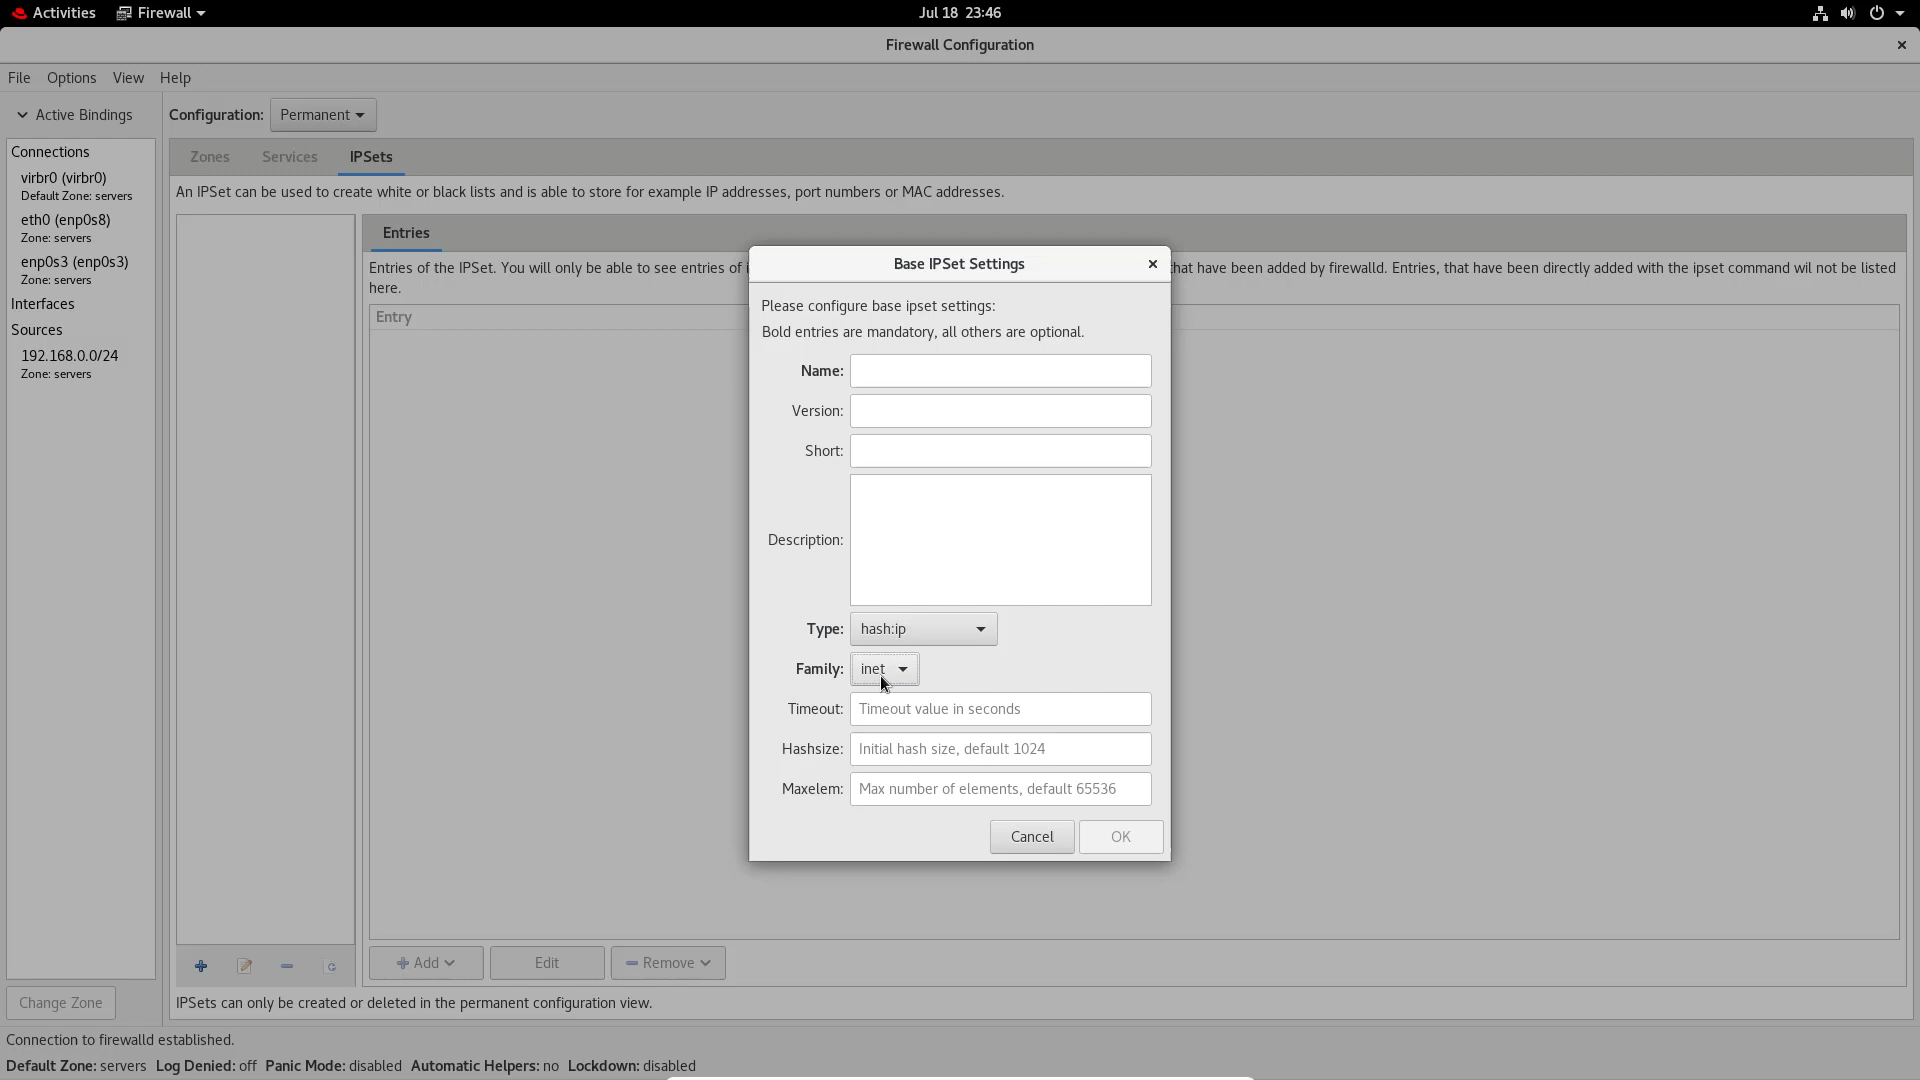 Activities
Firewall
Jul 18 23:46
Firewall Configuration
File
Options
View
Help
Active Bindings
Configuration:
Permanent
Connections
virbr0 (virbr0)
Default Zone: servers
eth0 (enp0s8)
Zone: servers
enp0s3 (enp0s3)
Zone: servers
Interfaces
Sources
192.168.0.0/24
Zone: servers
Zones
Services
IPSets
An IPSet can be used to create white or black lists and is able to store for example IP addresses, port numbers or MAC addresses.
Entries
Entries of the IPSet. You will only be able to see entries of i
that have been added by firewalld. Entries, that have been directly added with the ipset command wil not be listed
here.
Entry
Base IPSet Settings
Please configure base ipset settings:
Bold entries are mandatory, all others are optional.
Name:
Version:
Short:
Description:
Type:
hash:ip
Family:
inet
Timeout:
Timeout value in seconds
Hashsize:
Initial hash size, default 1024
Maxelem:
Max number of elements, default 65536
Cancel
OK
Add
Edit
Remove
Change Zone
IPSets can only be created or deleted in the permanent configuration view.
Connection to firewalld established.
Default Zone: servers Log Denied: off Panic Mode: disabled Automatic Helpers: no Lockdown: disabled